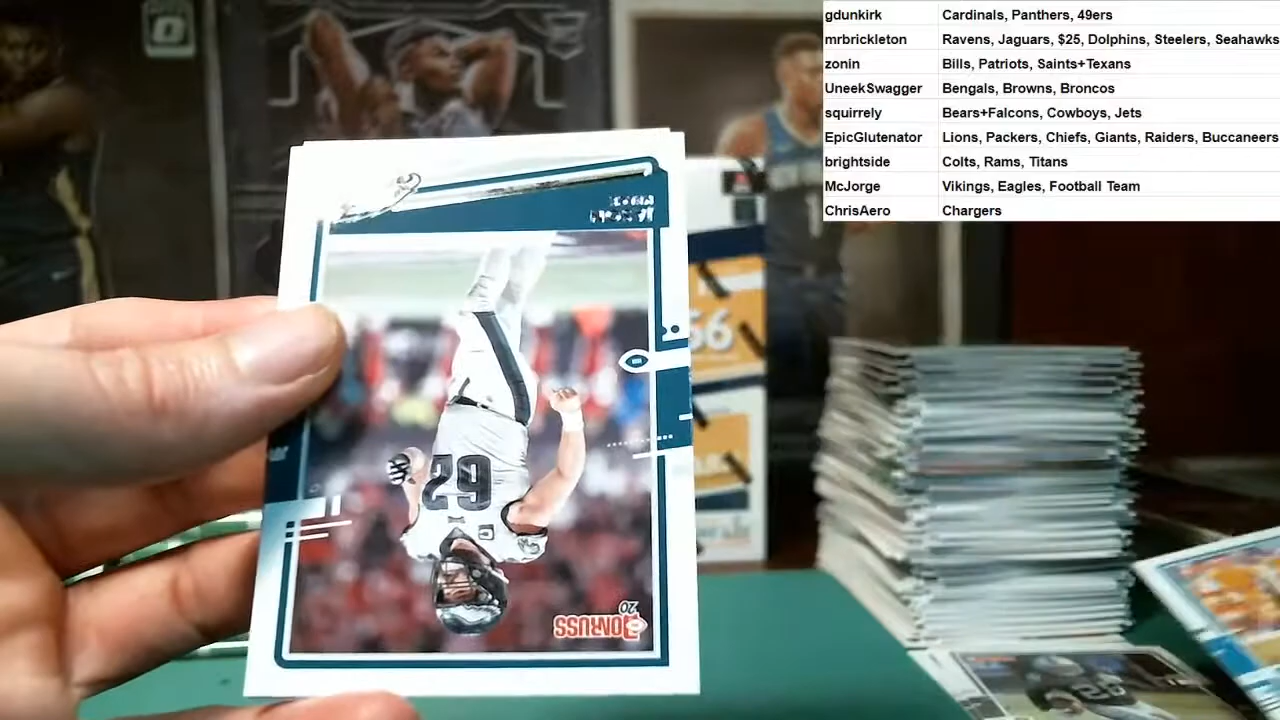 gdunkirk Cardinals, Panthers, 49ers
mrbrickleton Ravens, Jaguars, $25, Dolphins, Steelers, Seahawks
zonin Bills, Patriots, Saints+Texans
UneekSwagger Bengals, Browns, Broncos
squirrely Bears+Falcons, Cowboys, Jets
EpicGlutenator Lions, Packers, Chiefs, Giants, Raiders, Buccaneers
brightside Colts, Rams, Titans
McJorge Vikings, Eagles, Football Team
ChrisAero Chargers
62
20
DONRUSS
56